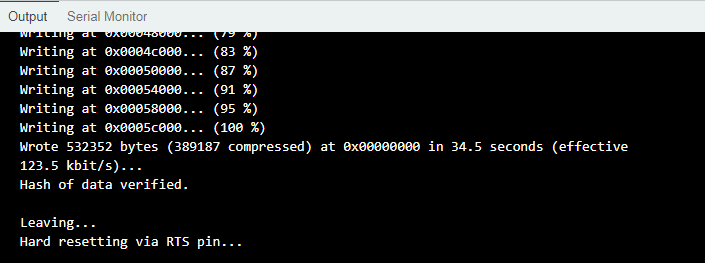 Output Serial Monitor
Writing at 0x00048000... (79 %)
Writing at 0x0004c000... (83 %)
Writing at 0x00050000... (87 %)
Writing at 0x00054000... (91 %)
Writing at 0x00058000... (95 %)
Writing at 0x0005c000... (100 %)
Wrote 532352 bytes (389187 compressed) at 0x00000000 in 34.5 seconds (effective
123.5 kbit/s)...
Hash of data verified.
Leaving...
Hard resetting via RTS pin...